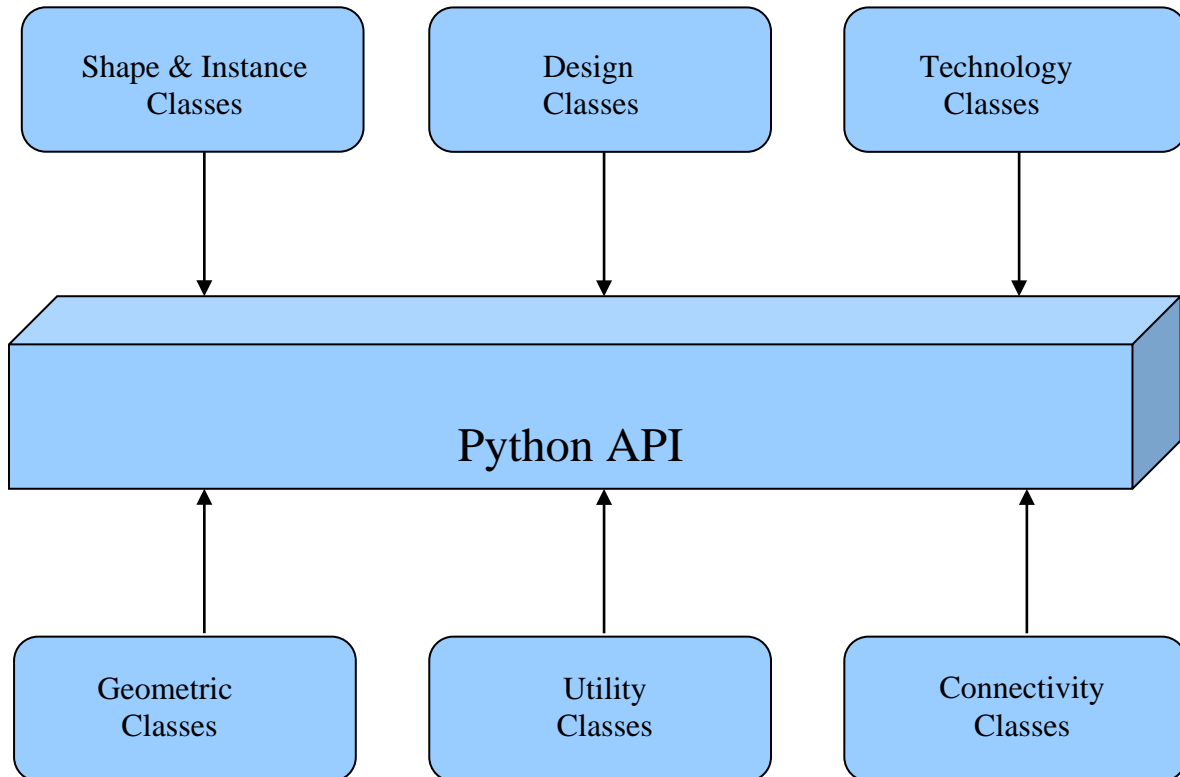 Shape & Instance
Classes
Design
Classes
Technology
Classes
Python API
Geometric
Classes
Utility
Classes
Connectivity
Classes